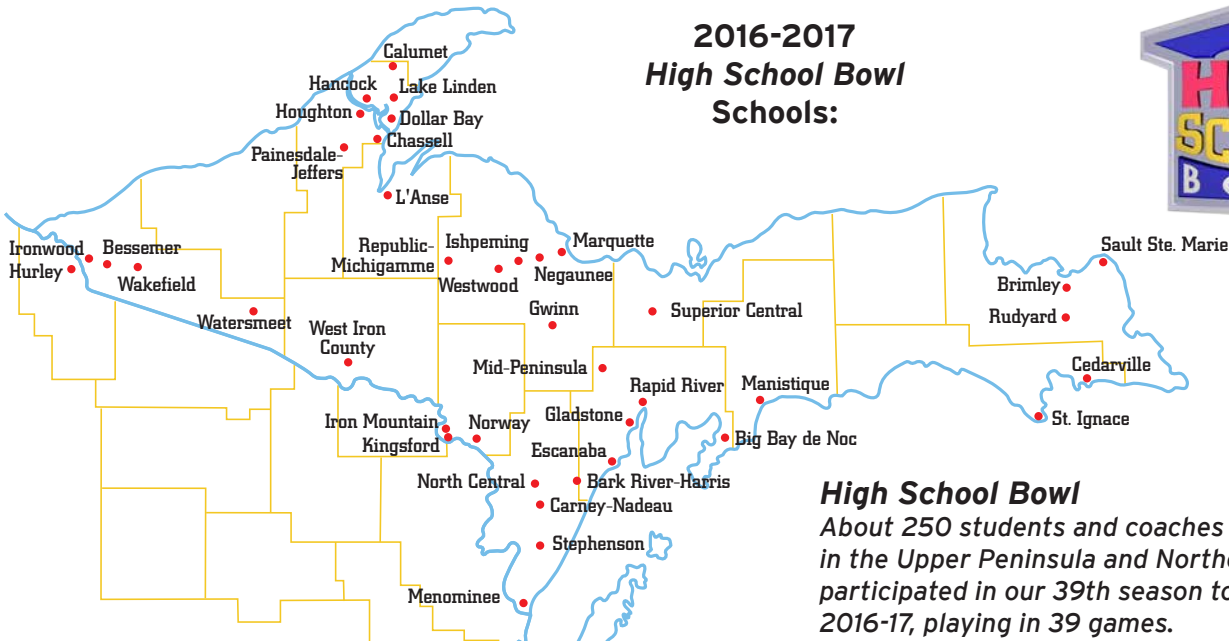 2016-2017
High School Bowl
Schools:
Calumet
Hancock
Lake Linden
Houghton
Dollar Bay
Chassell
Painesdale-
Jeffers
L'Anse
Ironwood
Bessemer
Hurley
Wakefield
Watersmeet
Republic-
Michigamme
Ishpeming
Marquette
Negaunee
Westwood
Gwinn
Superior Central
West Iron
County
Mid-Peninsula
Sault Ste. Marie
Brimley
Rudyard
Cedarville
St. Ignace
Rapid River
Manistique
Gladstone
Big Bay de Noc
Iron Mountain
Norway
Kingsford
Escanaba
North Central
Bark River-Harris
Carney-Nadeau
Stephenson
Menominee
High School Bowl
About 250 students and coaches
in the Upper Peninsula and Northe
participated in our 39th season to
2016-17, playing in 39 games.